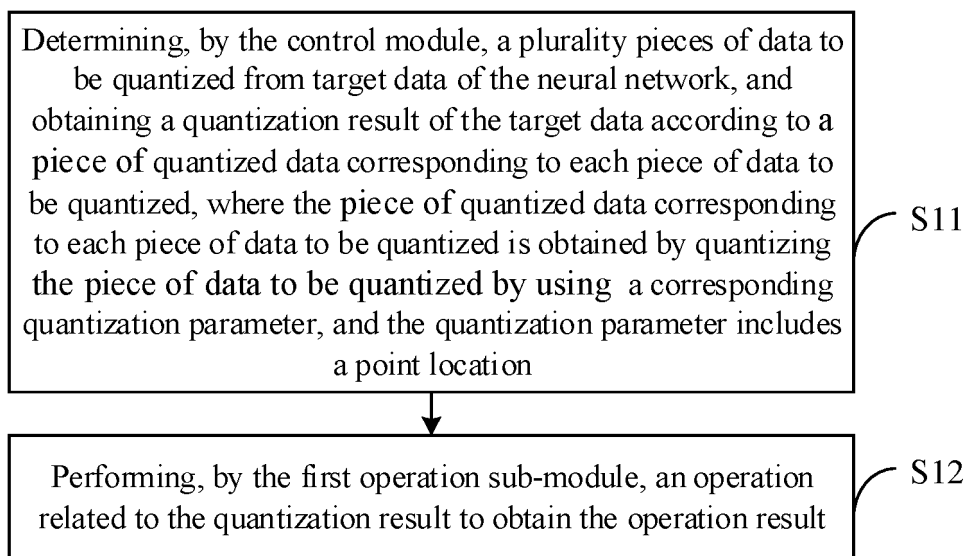 Determining, by the control module, a plurality pieces of data to
be quantized from target data of the neural network, and
obtaining a quantization result of the target data according to a
piece of quantized data corresponding to each piece of data to
be quantized, where the piece of quantized data corresponding
to each piece of data to be quantized is obtained by quantizing
the piece of data to be quantized by using a corresponding
quantization parameter, and the quantization parameter includes
a point location
S11
Performing, by the first operation sub-module, an operation
related to the quantization result to obtain the operation result
S12